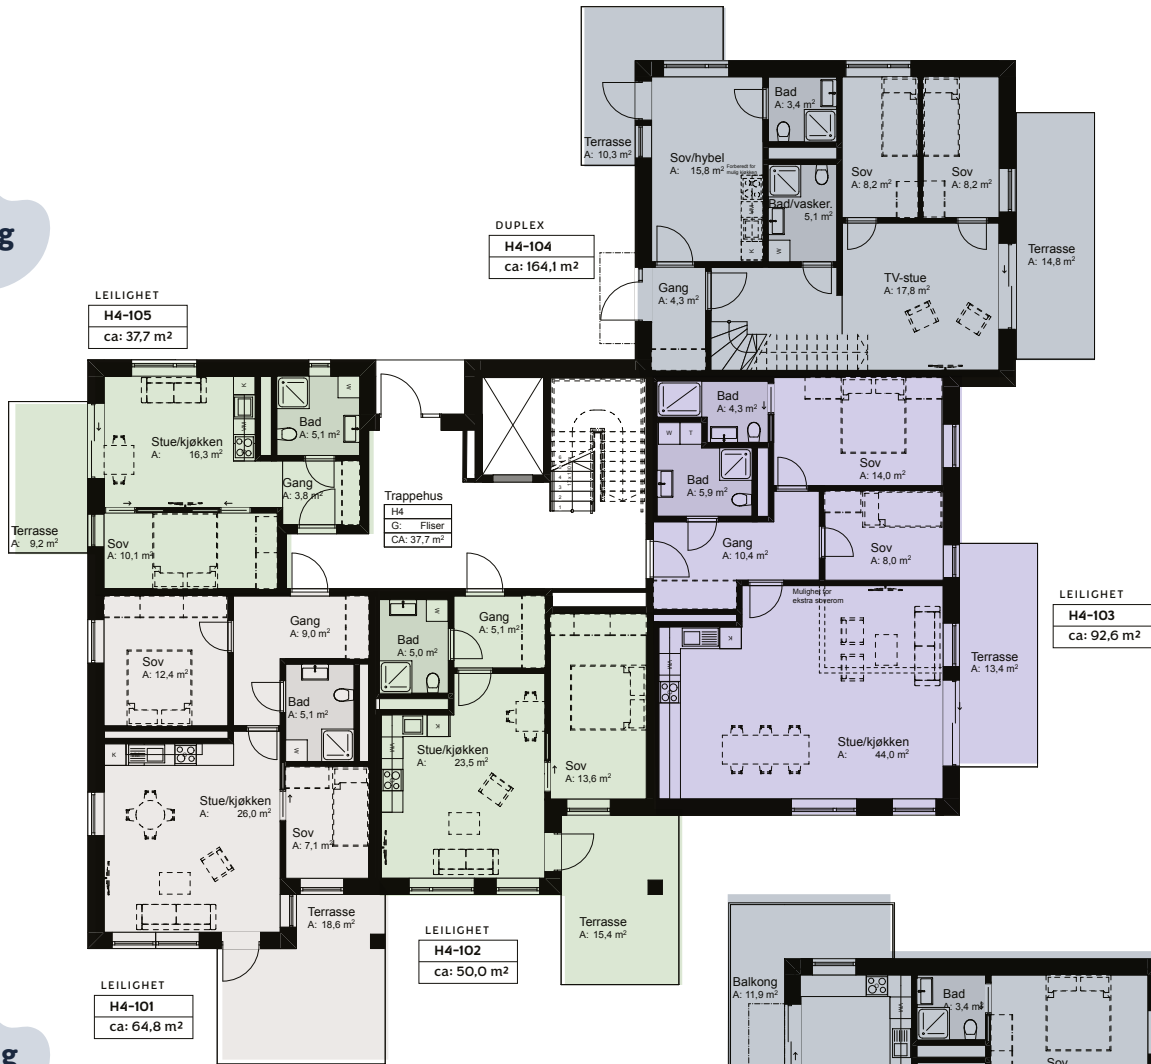 Terrasse
A: 10,3 m²
Bad
A: 3,4 m²
Sov/hybel
A: 15,8 m²
Forberedt for
mulig kjøkken
Bad/vasker.
5,1 m²
Sov
A: 8,2 m²
Sov
A: 8,2 m²
Terrasse
A: 14,8 m²
TV-stue
A: 17,8 m²
Gang
A: 4,3 m²
K
W
g
DUPLEX
H4-104
ca: 164,1 m²
LEILIGHET
H4-105
ca: 37,7 m²
Stue/kjøkken
A: 16,3 m²
K
VM
W
Bad
A: 5,1 m²
Gang
A: 3,8 m²
Terrasse
A: 9,2 m²
Sov
A: 10,1 m²
Trappehus
H4
G: Fliser
CA: 37,7 m²
Bad
A: 4,3 m²
W T
Bad
A: 5,9 m²
Sov
A: 14,0 m²
Gang
A: 10,4 m²
Sov
A: 8,0 m²
Mulighet for
ekstra soverom
K
VM
Stue/kjøkken
A: 44,0 m²
Terrasse
A: 13,4 m²
LEILIGHET
H4-103
ca: 92,6 m²
Gang
A: 9,0 m²
Sov
A: 12,4 m²
Bad
A: 5,1 m²
W
K
VM
Stue/kjøkken
A: 26,0 m²
Sov
A: 7,1 m²
Terrasse
A: 18,6 m²
Bad
A: 5,0 m²
W
Gang
A: 5,1 m²
K
VM
Stue/kjøkken
A: 23,5 m²
Sov
A: 13,6 m²
Terrasse
A: 15,4 m²
LEILIGHET
H4-102
ca: 50,0 m²
LEILIGHET
H4-101
ca: 64,8 m²
g
Balkong
A: 11,9 m²
K
VM
Bad
A: 3,4 m²
Sov